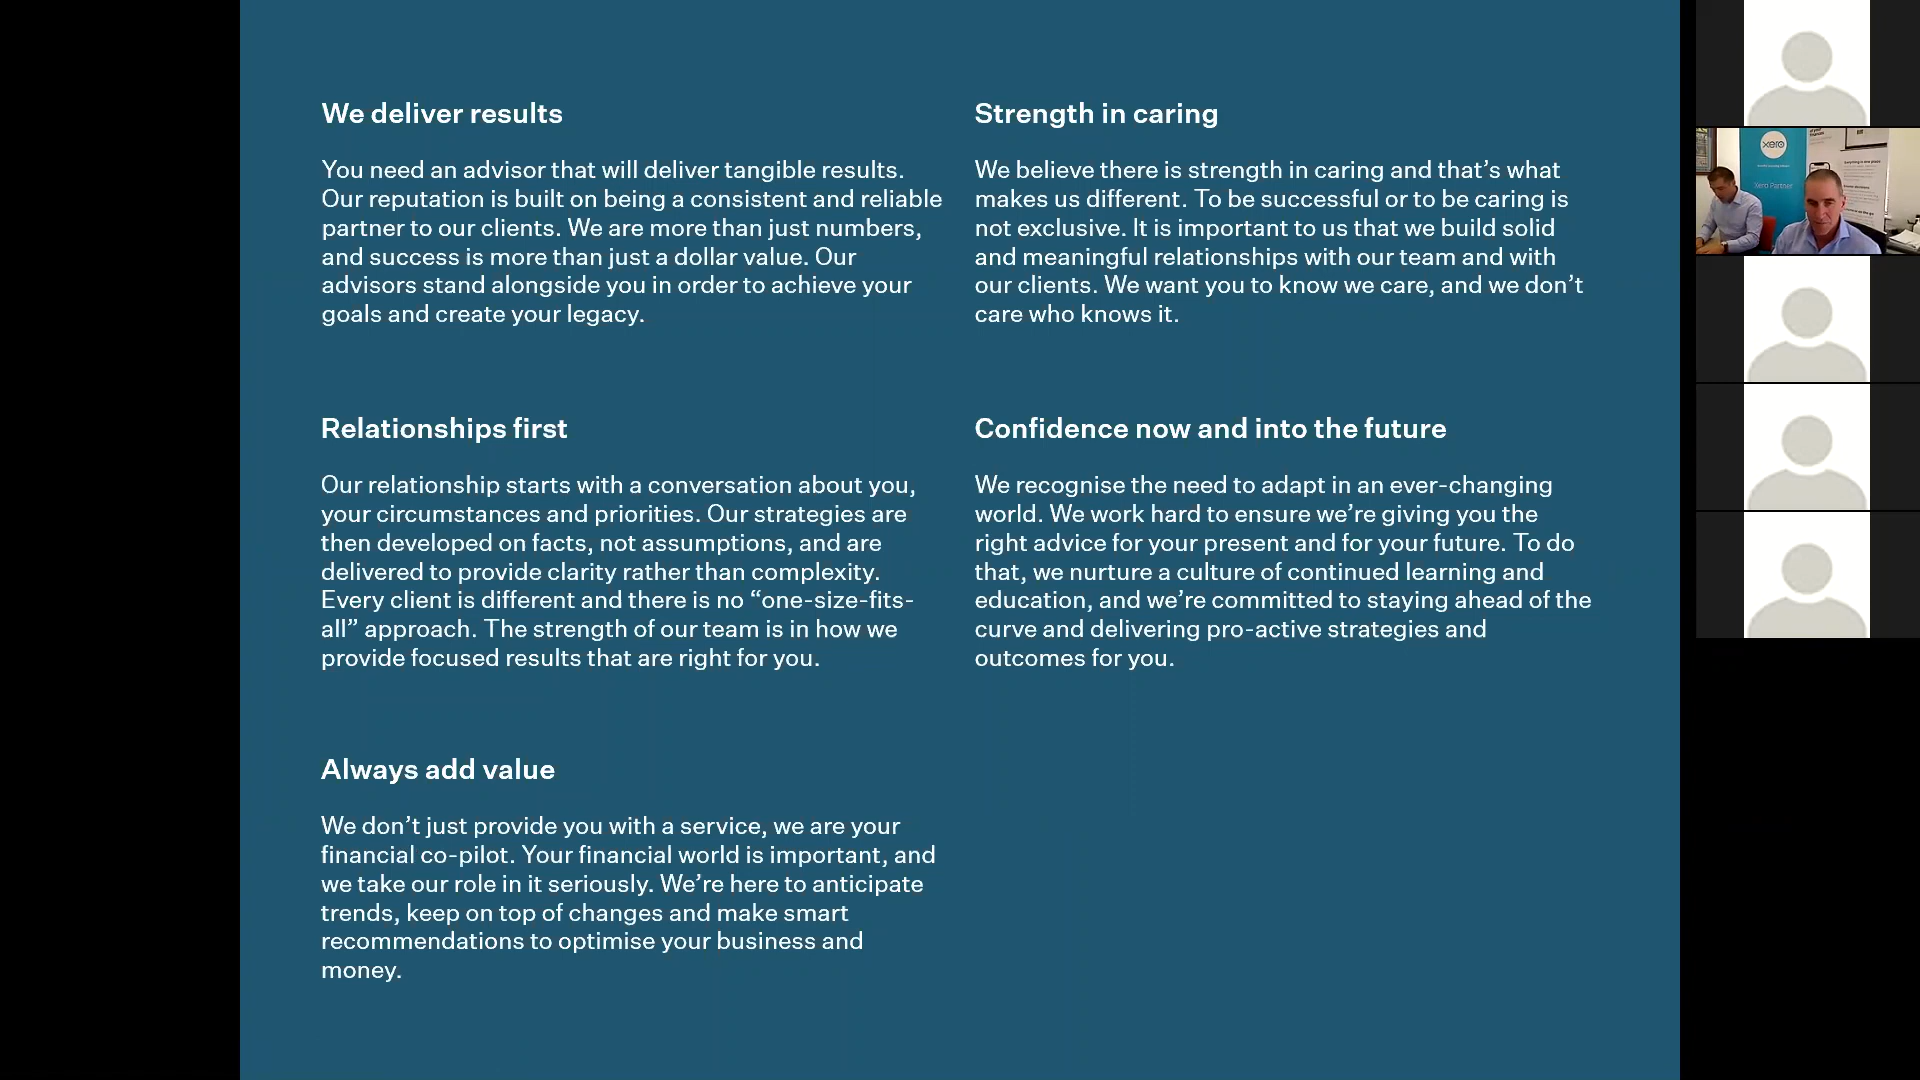 We deliver results
You need an advisor that will deliver tangible results.
Our reputation is built on being a consistent and reliable
partner to our clients. We are more than just numbers,
and success is more than just a dollar value. Our
advisors stand alongside you in order to achieve your
goals and create your legacy.
Strength in caring
We believe there is strength in caring and that’s what
makes us different. To be successful or to be caring is
not exclusive. It is important to us that we build solid
and meaningful relationships with our team and with
our clients. We want you to know we care, and we don’t
care who knows it.
Relationships first
Our relationship starts with a conversation about you,
your circumstances and priorities. Our strategies are
then developed on facts, not assumptions, and are
delivered to provide clarity rather than complexity.
Every client is different and there is no “one-size-fits-
all” approach. The strength of our team is in how we
provide focused results that are right for you.
Confidence now and into the future
We recognise the need to adapt in an ever-changing
world. We work hard to ensure we’re giving you the
right advice for your present and for your future. To do
that, we nurture a culture of continued learning and
education, and we’re committed to staying ahead of the
curve and delivering pro-active strategies and
outcomes for you.
Always add value
We don’t just provide you with a service, we are your
financial co-pilot. Your financial world is important, and
we take our role in it seriously. We’re here to anticipate
trends, keep on top of changes and make smart
recommendations to optimise your business and
money.
xero
Xero Partner